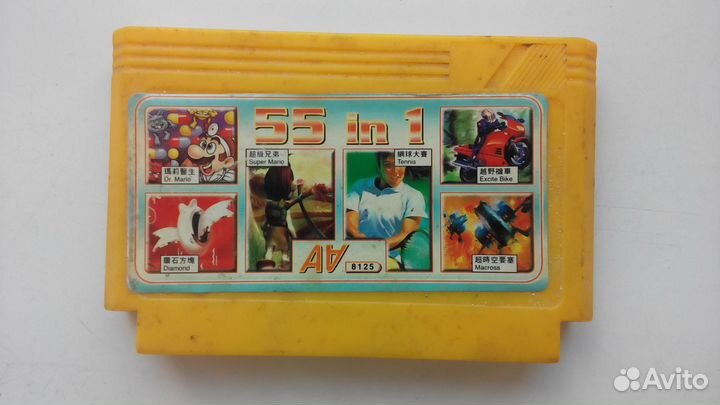 55 in 1
瑪莉醫生
Dr. Mario
超級兄弟
Super Mario
網球大賽
Tennis
越野機車
Excite Bike
鑽石方塊
Diamond
AV
8125
超時空要塞
Macross
Avito